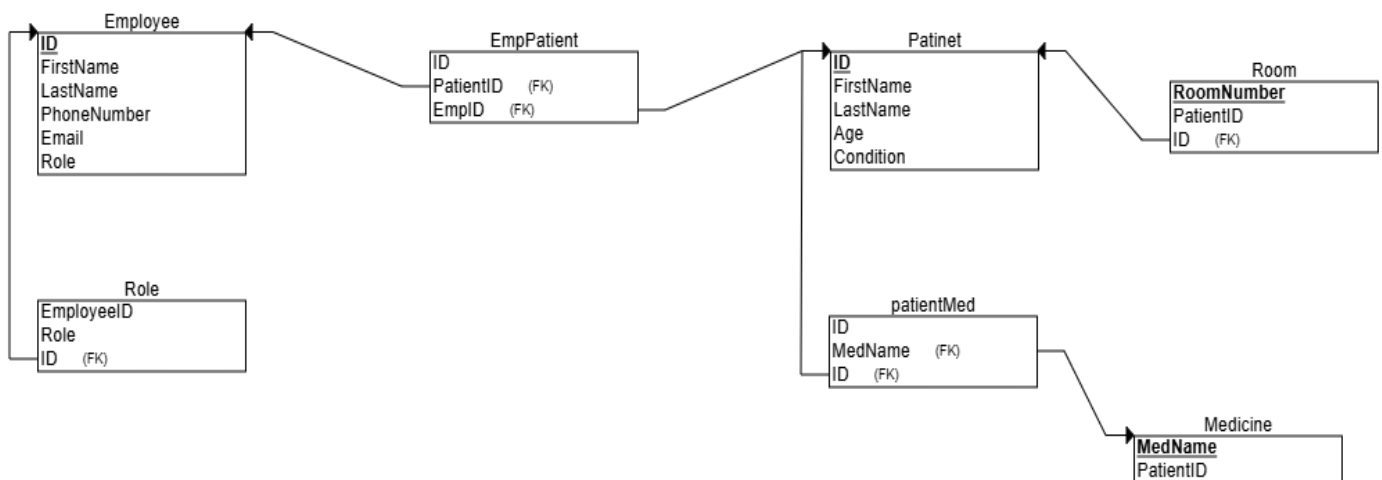 Employee
ID
FirstName
LastName
PhoneNumber
Email
Role
EmpPatient
ID
PatientID (FK)
EmpID (FK)
Patinet
ID
FirstName
LastName
Age
Condition
Room
RoomNumber
PatientID
ID (FK)
Role
EmployeeID
Role
ID (FK)
patientMed
ID
MedName (FK)
ID (FK)
Medicine
MedName
PatientID